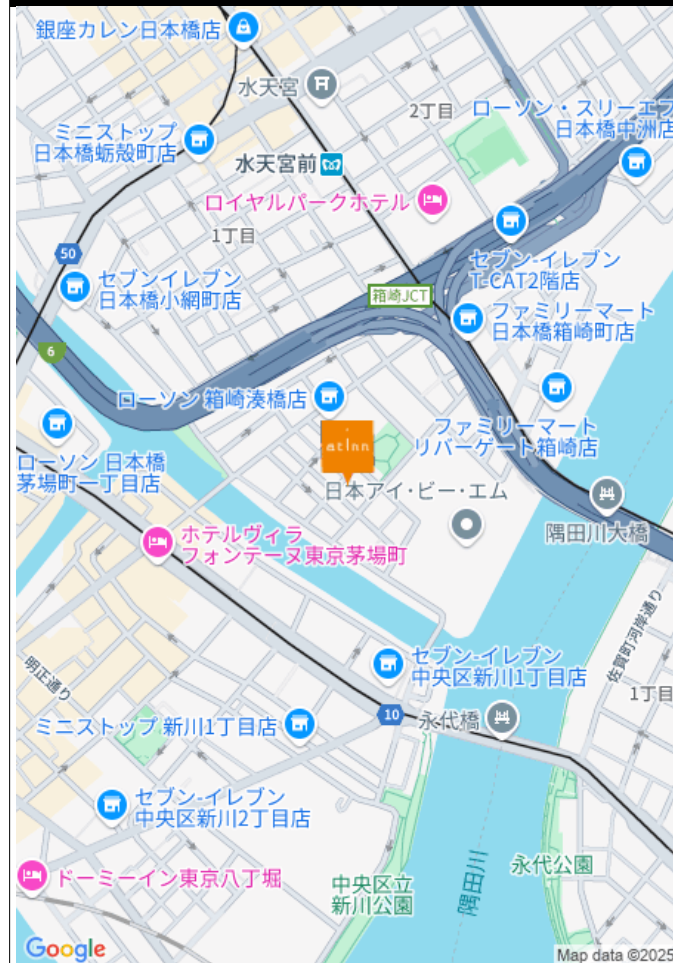 銀座カレン日本橋店
水天宮
2丁目
ローソン・スリーエフ
日本橋中洲店
ミニストップ
日本橋蛎殻町店
水天宮前
ロイヤルパークホテル
1丁目
50
セブン-イレブン
T-CAT2階店
セブンイレブン
日本橋小網町店
箱崎JCT
ファミリーマート
日本橋箱崎町店
6
ローソン 箱崎湊橋店
ファミリーマート
リバーゲート箱崎店
atinn
ローソン 日本橋
茅場町一丁目店
日本アイ・ビー・エム
隅田川大橋
ホテルヴィラ
フォンテーヌ東京茅場町
佐賀町河岸通り
セブン-イレブン
中央区新川1丁目店
明正通り
1丁目
ミニストップ 新川1丁目店
10
永代橋
セブン-イレブン
中央区新川2丁目店
ドーミーイン東京八丁堀
中央区立
新川公園
隅田川
永代公園
Google
Map data ©2025